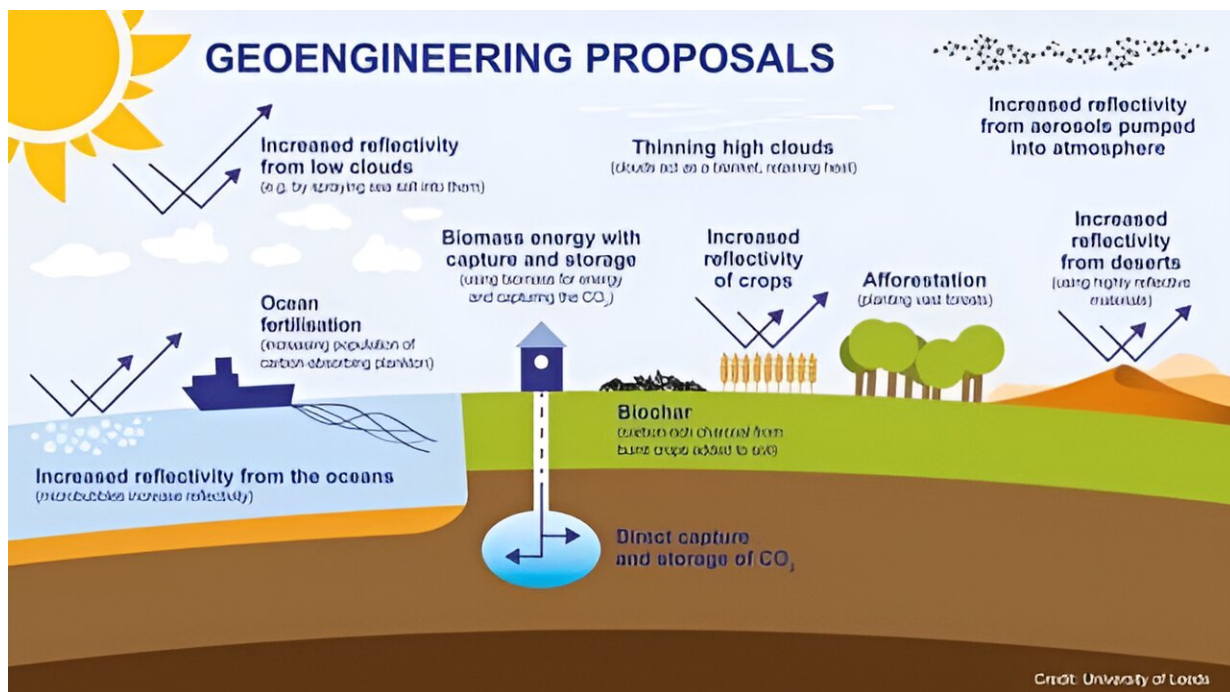 GEOENGINEERING PROPOSALS
Increased reflectivity
from low clouds
(e.g. by spraying sea salt into them)
Thinning high clouds
(clouds act as a blanket, retaining heat)
Increased reflectivity
from aerosols pumped
into atmosphere
Biomass energy with
capture and storage
(using biomass for energy
and capturing the CO₂)
Increased
reflectivity
of crops
Afforestation
(planting vast forests)
Increased
reflectivity
from deserts
(using highly reflective
materials)
Ocean
fertilisation
(increasing population of
carbon-absorbing plankton)
Biochar
(carbon rich charcoal from
burnt crops added to soil)
Increased reflectivity from the oceans
(microbubbles increase reflectivity)
Direct capture
and storage of CO₂
Credit: University of Leeds